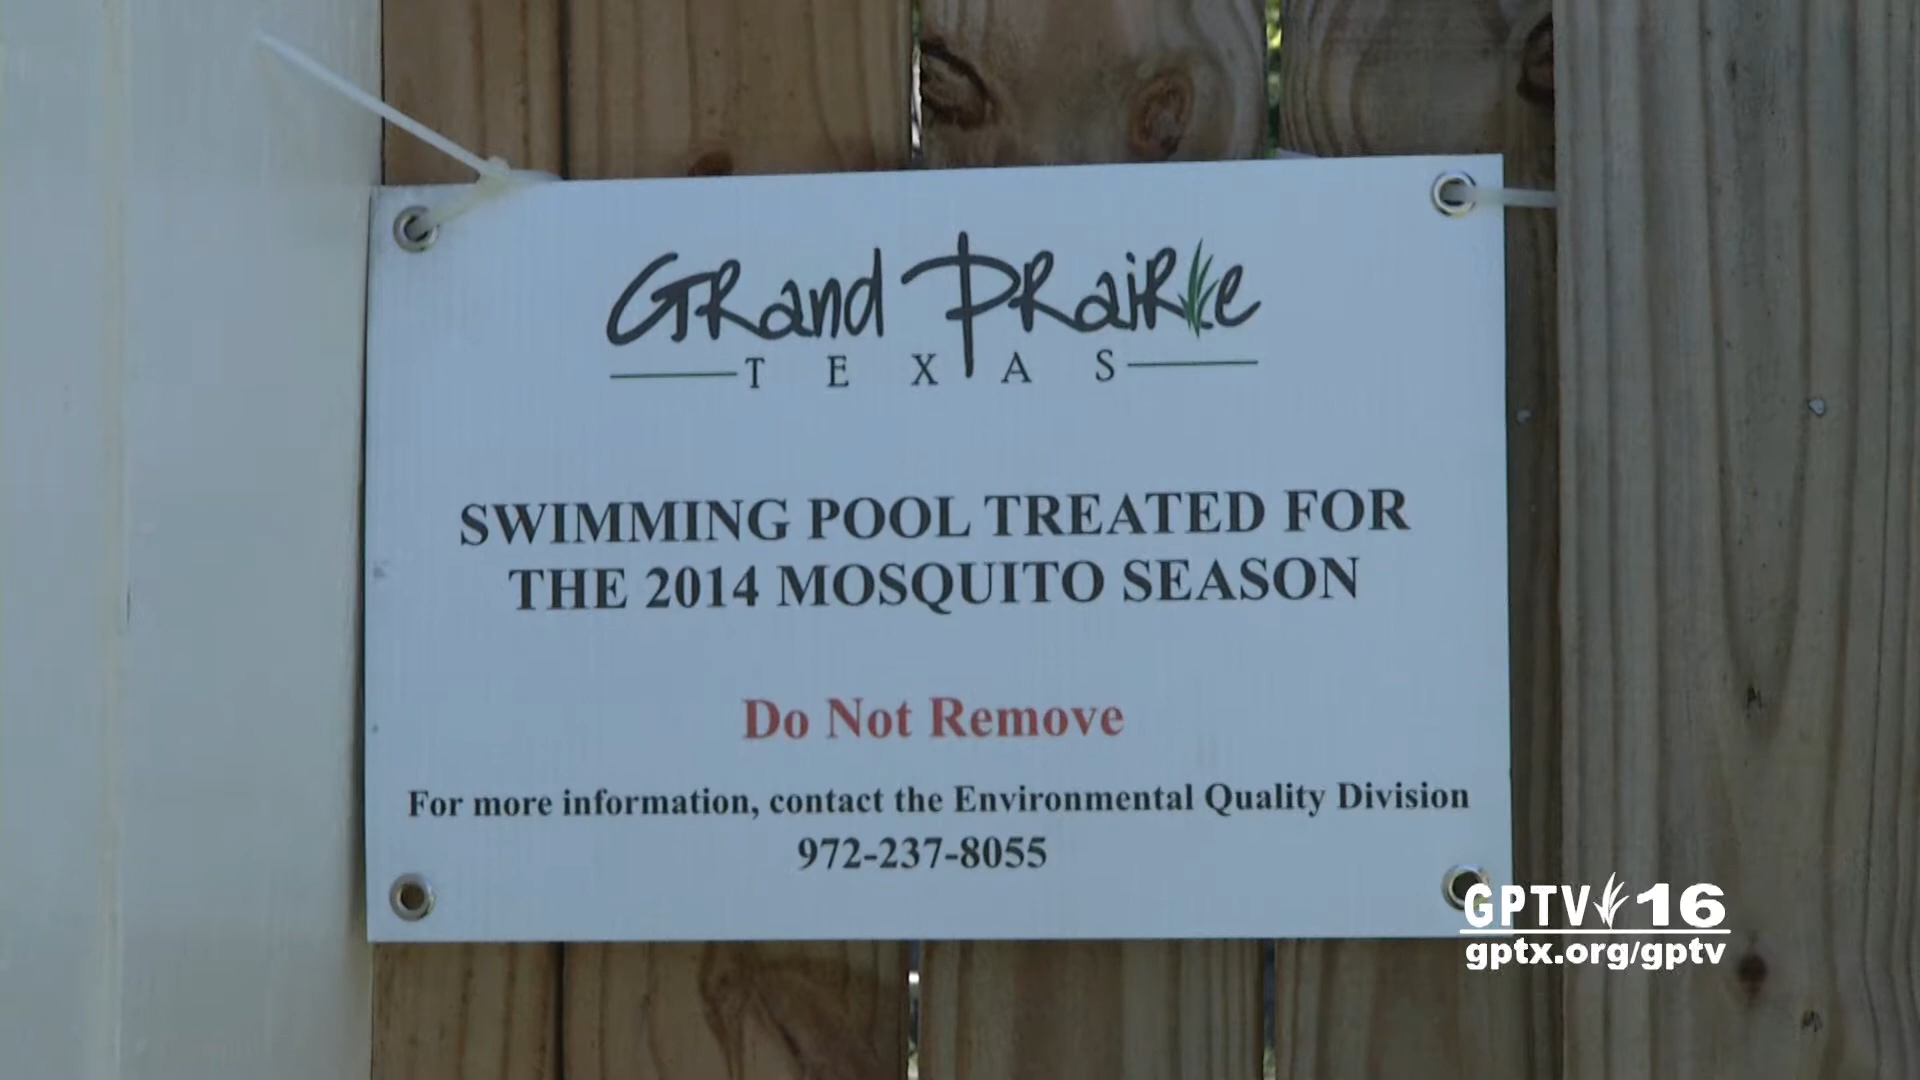 Grand Prairie
TEXAS
SWIMMING POOL TREATED FOR
THE 2014 MOSQUITO SEASON
Do Not Remove
For more information, contact the Environmental Quality Division
972-237-8055
GPTV 16
gptx.org/gptv